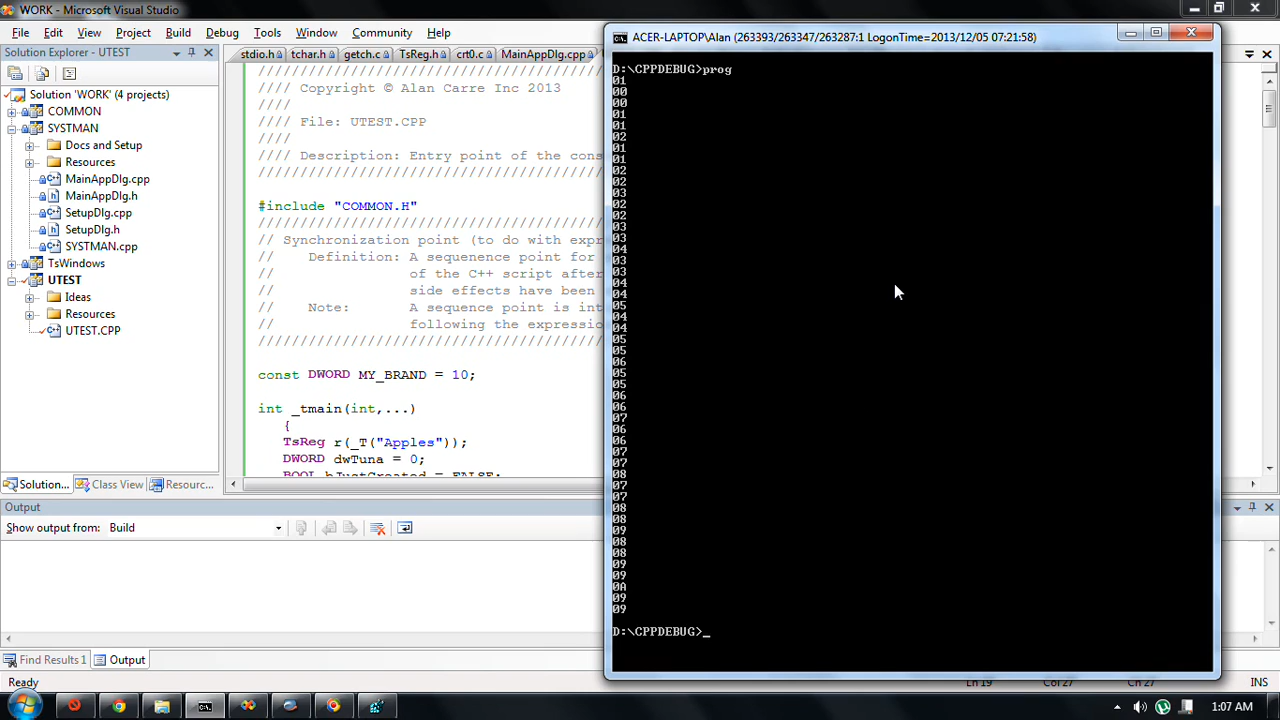 WORK - Microsoft Visual Studio
File Edit View Project Build Debug Tools Window Community Help
Solution Explorer - UTEST
Solution 'WORK' (4 projects)
COMMON
SYSTMAN
Docs and Setup
Resources
MainAppDlg.cpp
MainAppDlg.h
SetupDlg.cpp
SetupDlg.h
SYSTMAN.cpp
TsWindows
UTEST
Ideas
Resources
UTEST.CPP
Solution... Class View Resourc...
stdio.h tchar.h getch.c TsReg.h crt0.c MainAppDlg.cpp
////////////////////////////////////////
//// Copyright © Alan Carre Inc 2013
////
//// File: UTEST.CPP
////
//// Description: Entry point of the cons
////////////////////////////////////////
#include "COMMON.H"
////////////////////////////////////////
// Synchronization point (to do with expr
// Definition: A sequenence point for
// of the C++ script after
// side effects have been
// Note: A sequence point is int
// following the expressio
////////////////////////////////////////
const DWORD MY_BRAND = 10;
int _tmain(int,...)
{
TsReg r(_T("Apples"));
DWORD dwTuna = 0;
BOOL bJustCreated = FALSE;
Output
Show output from: Build
Find Results 1 Output
Ready
Ln 19 Col 27 Ch 27 INS
ACER-LAPTOP\Alan (263393/263347/263287:1 LogonTime=2013/12/05 07:21:58)
D:\CPPDEBUG>prog
01
00
00
01
01
02
01
01
02
02
03
02
02
03
03
04
03
03
04
04
05
04
04
05
05
06
05
05
06
06
07
06
06
07
07
08
07
07
08
08
09
08
08
09
09
0A
09
09
D:\CPPDEBUG>_
1:07 AM